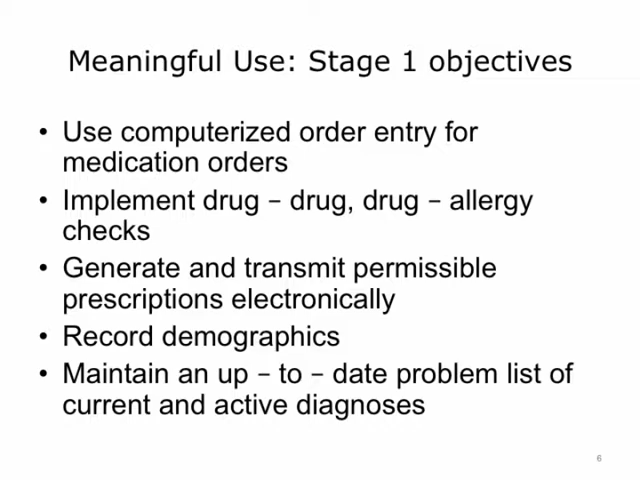 Meaningful Use: Stage 1 objectives
• Use computerized order entry for
medication orders
• Implement drug – drug, drug – allergy
checks
• Generate and transmit permissible
prescriptions electronically
• Record demographics
• Maintain an up – to – date problem list of
current and active diagnoses
6